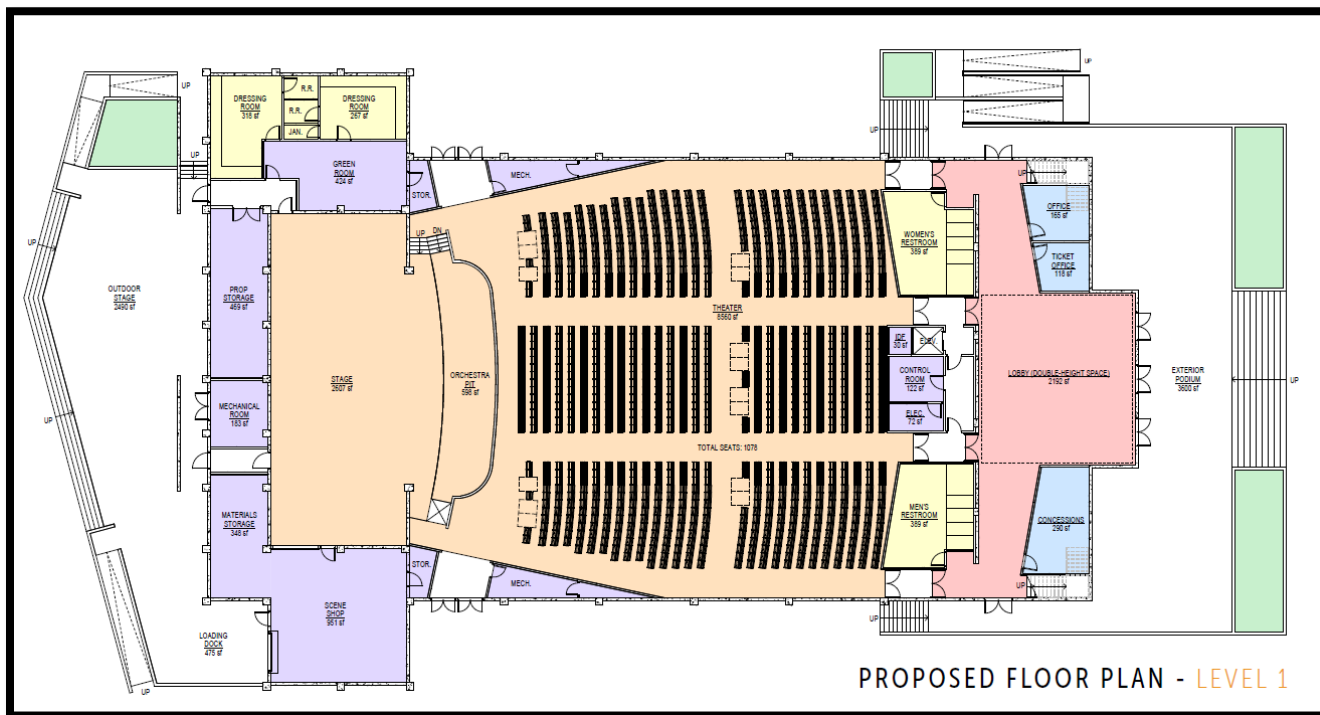 UP
DRESSING
ROOM
318 sf
R.R.
R.R.
JAN.
DRESSING
ROOM
267 sf
UP
GREEN
ROOM
424 sf
STOR.
MECH.
UP
UP
UP
UP
OFFICE
165 sf
WOMEN'S
RESTROOM
389 sf
TICKET
OFFICE
118 sf
UP
DN
UP
OUTDOOR
STAGE
2490 sf
PROP
STORAGE
469 sf
THEATER
8560 sf
IDF
30 sf
ELEV.
STAGE
2607 sf
ORCHESTRA
PIT
596 sf
CONTROL
ROOM
122 sf
LOBBY (DOUBLE-HEIGHT SPACE)
2192 sf
EXTERIOR
PODIUM
3600 sf
UP
MECHANICAL
ROOM
183 sf
ELEC.
72 sf
UP
TOTAL SEATS: 1078
MATERIALS
STORAGE
348 sf
MEN'S
RESTROOM
389 sf
CONCESSIONS
290 sf
STOR.
MECH.
UP
SCENE
SHOP
951 sf
UP
LOADING
DOCK
475 sf
UP
PROPOSED FLOOR PLAN - LEVEL 1